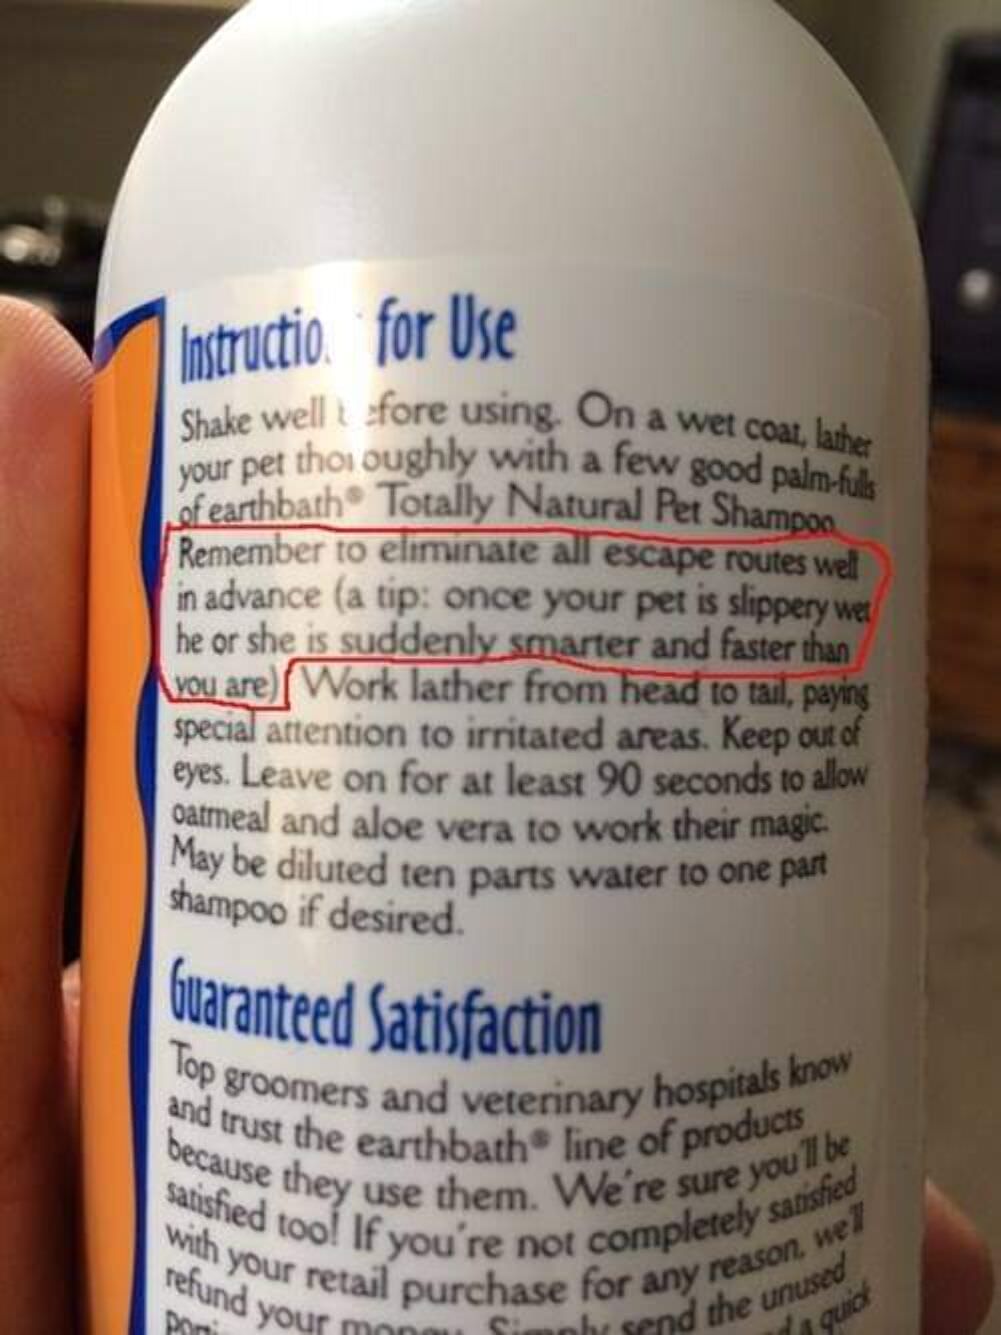 Instructio for Use
Shake well before using. On a wet coat, lather
your pet thoroughly with a few good palm-fulls
of earthbath® Totally Natural Pet Shampoo
Remember to eliminate all escape routes well
in advance (a tip: once your pet is slippery wet
he or she is suddenly smarter and faster than
you are) Work lather from head to tail, paying
special attention to irritated areas. Keep out of
eyes. Leave on for at least 90 seconds to allow
oatmeal and aloe vera to work their magic.
May be diluted ten parts water to one part
shampoo if desired.
Guaranteed Satisfaction
Top groomers and veterinary hospitals know
and trust the earthbath® line of products
because they use them. We're sure you'll be
satisfied too! If you're not completely satisfied
with your retail purchase for any reason, we'll
refund your money. Simply send the unused
a quick